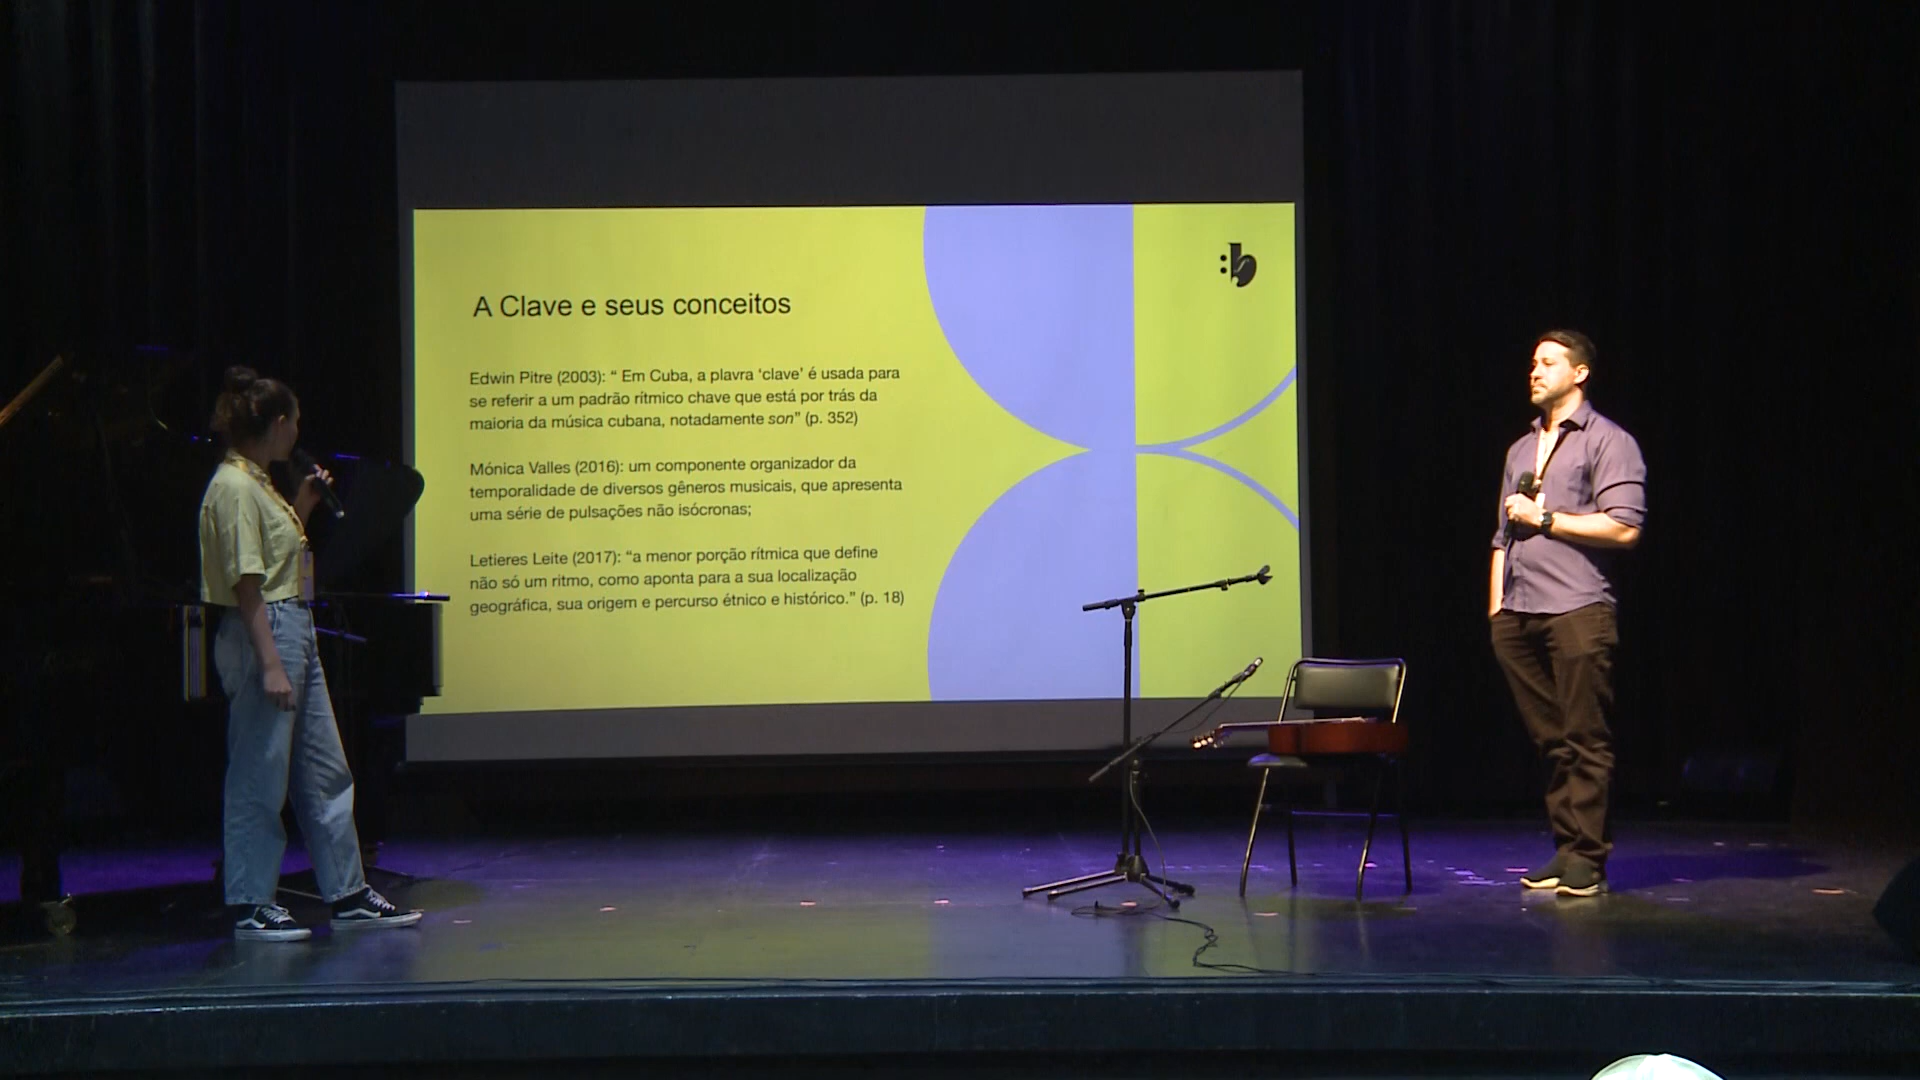 A Clave e seus conceitos
Edwin Pitre (2003): “ Em Cuba, a plavra ‘clave’ é usada para
se referir a um padrão rítmico chave que está por trás da
maioria da música cubana, notadamente son” (p. 352)
Mónica Valles (2016): um componente organizador da
temporalidade de diversos gêneros musicais, que apresenta
uma série de pulsações não isócronas;
Letieres Leite (2017): “a menor porção rítmica que define
não só um ritmo, como aponta para a sua localização
geográfica, sua origem e percurso étnico e histórico.” (p. 18)